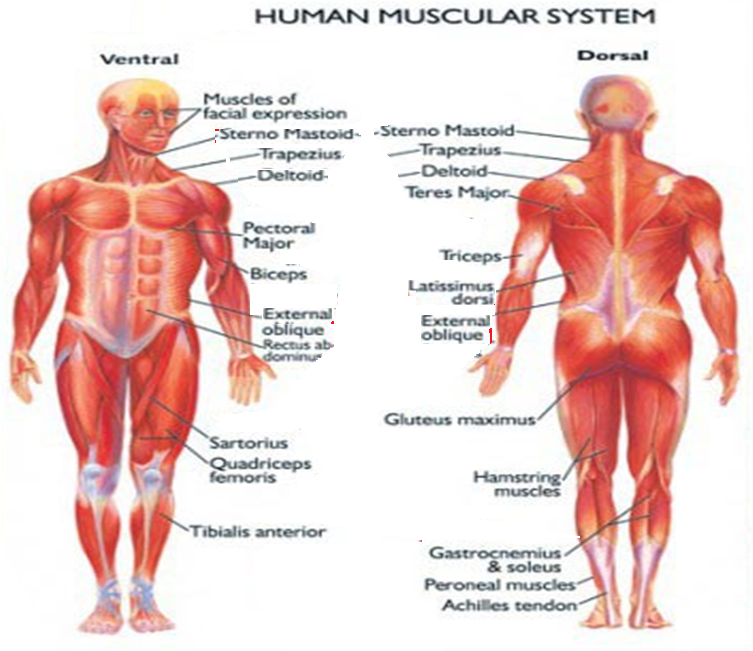 HUMAN MUSCULAR SYSTEM
Ventral
Muscles of
facial expression
Sterno Mastoid
Trapezius
Deltoid
Pectoral
Major
Biceps
External
oblique
Rectus ab
dominus
Sartorius
Quadriceps
femoris
Tibialis anterior
Dorsal
Sterno Mastoid
Trapezius
Deltoid
Teres Major
Triceps
Latissimus
dorsi
External
oblique
Gluteus maximus
Hamstring
muscles
Gastrocnemius
& soleus
Peroneal muscles
Achilles tendon